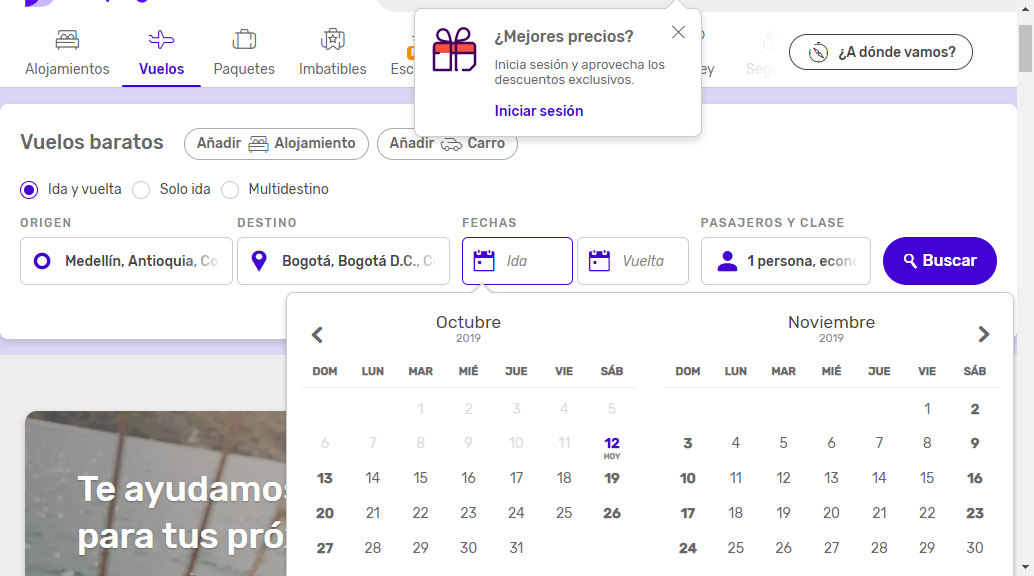 ¿Mejores precios?
Inicia sesión y aprovecha los
descuentos exclusivos.
Iniciar sesión
Alojamientos
Vuelos
Paquetes
Imbatibles
¿A dónde vamos?
Vuelos baratos
Añadir Alojamiento
Añadir Carro
Ida y vuelta
Solo ida
Multidestino
ORIGEN
DESTINO
FECHAS
PASAJEROS Y CLASE
Medellín, Antioquia, Co
Bogotá, Bogotá D.C., C
Ida
Vuelta
1 persona, econ
Buscar
Octubre
2019
DOM LUN MAR MIÉ JUE VIE SÁB
1 2 3 4 5
6 7 8 9 10 11 12
HOY
13 14 15 16 17 18 19
20 21 22 23 24 25 26
27 28 29 30 31
Noviembre
2019
DOM LUN MAR MIÉ JUE VIE SÁB
1 2
3 4 5 6 7 8 9
10 11 12 13 14 15 16
17 18 19 20 21 22 23
24 25 26 27 28 29 30
Te ayudamos
para tus pró